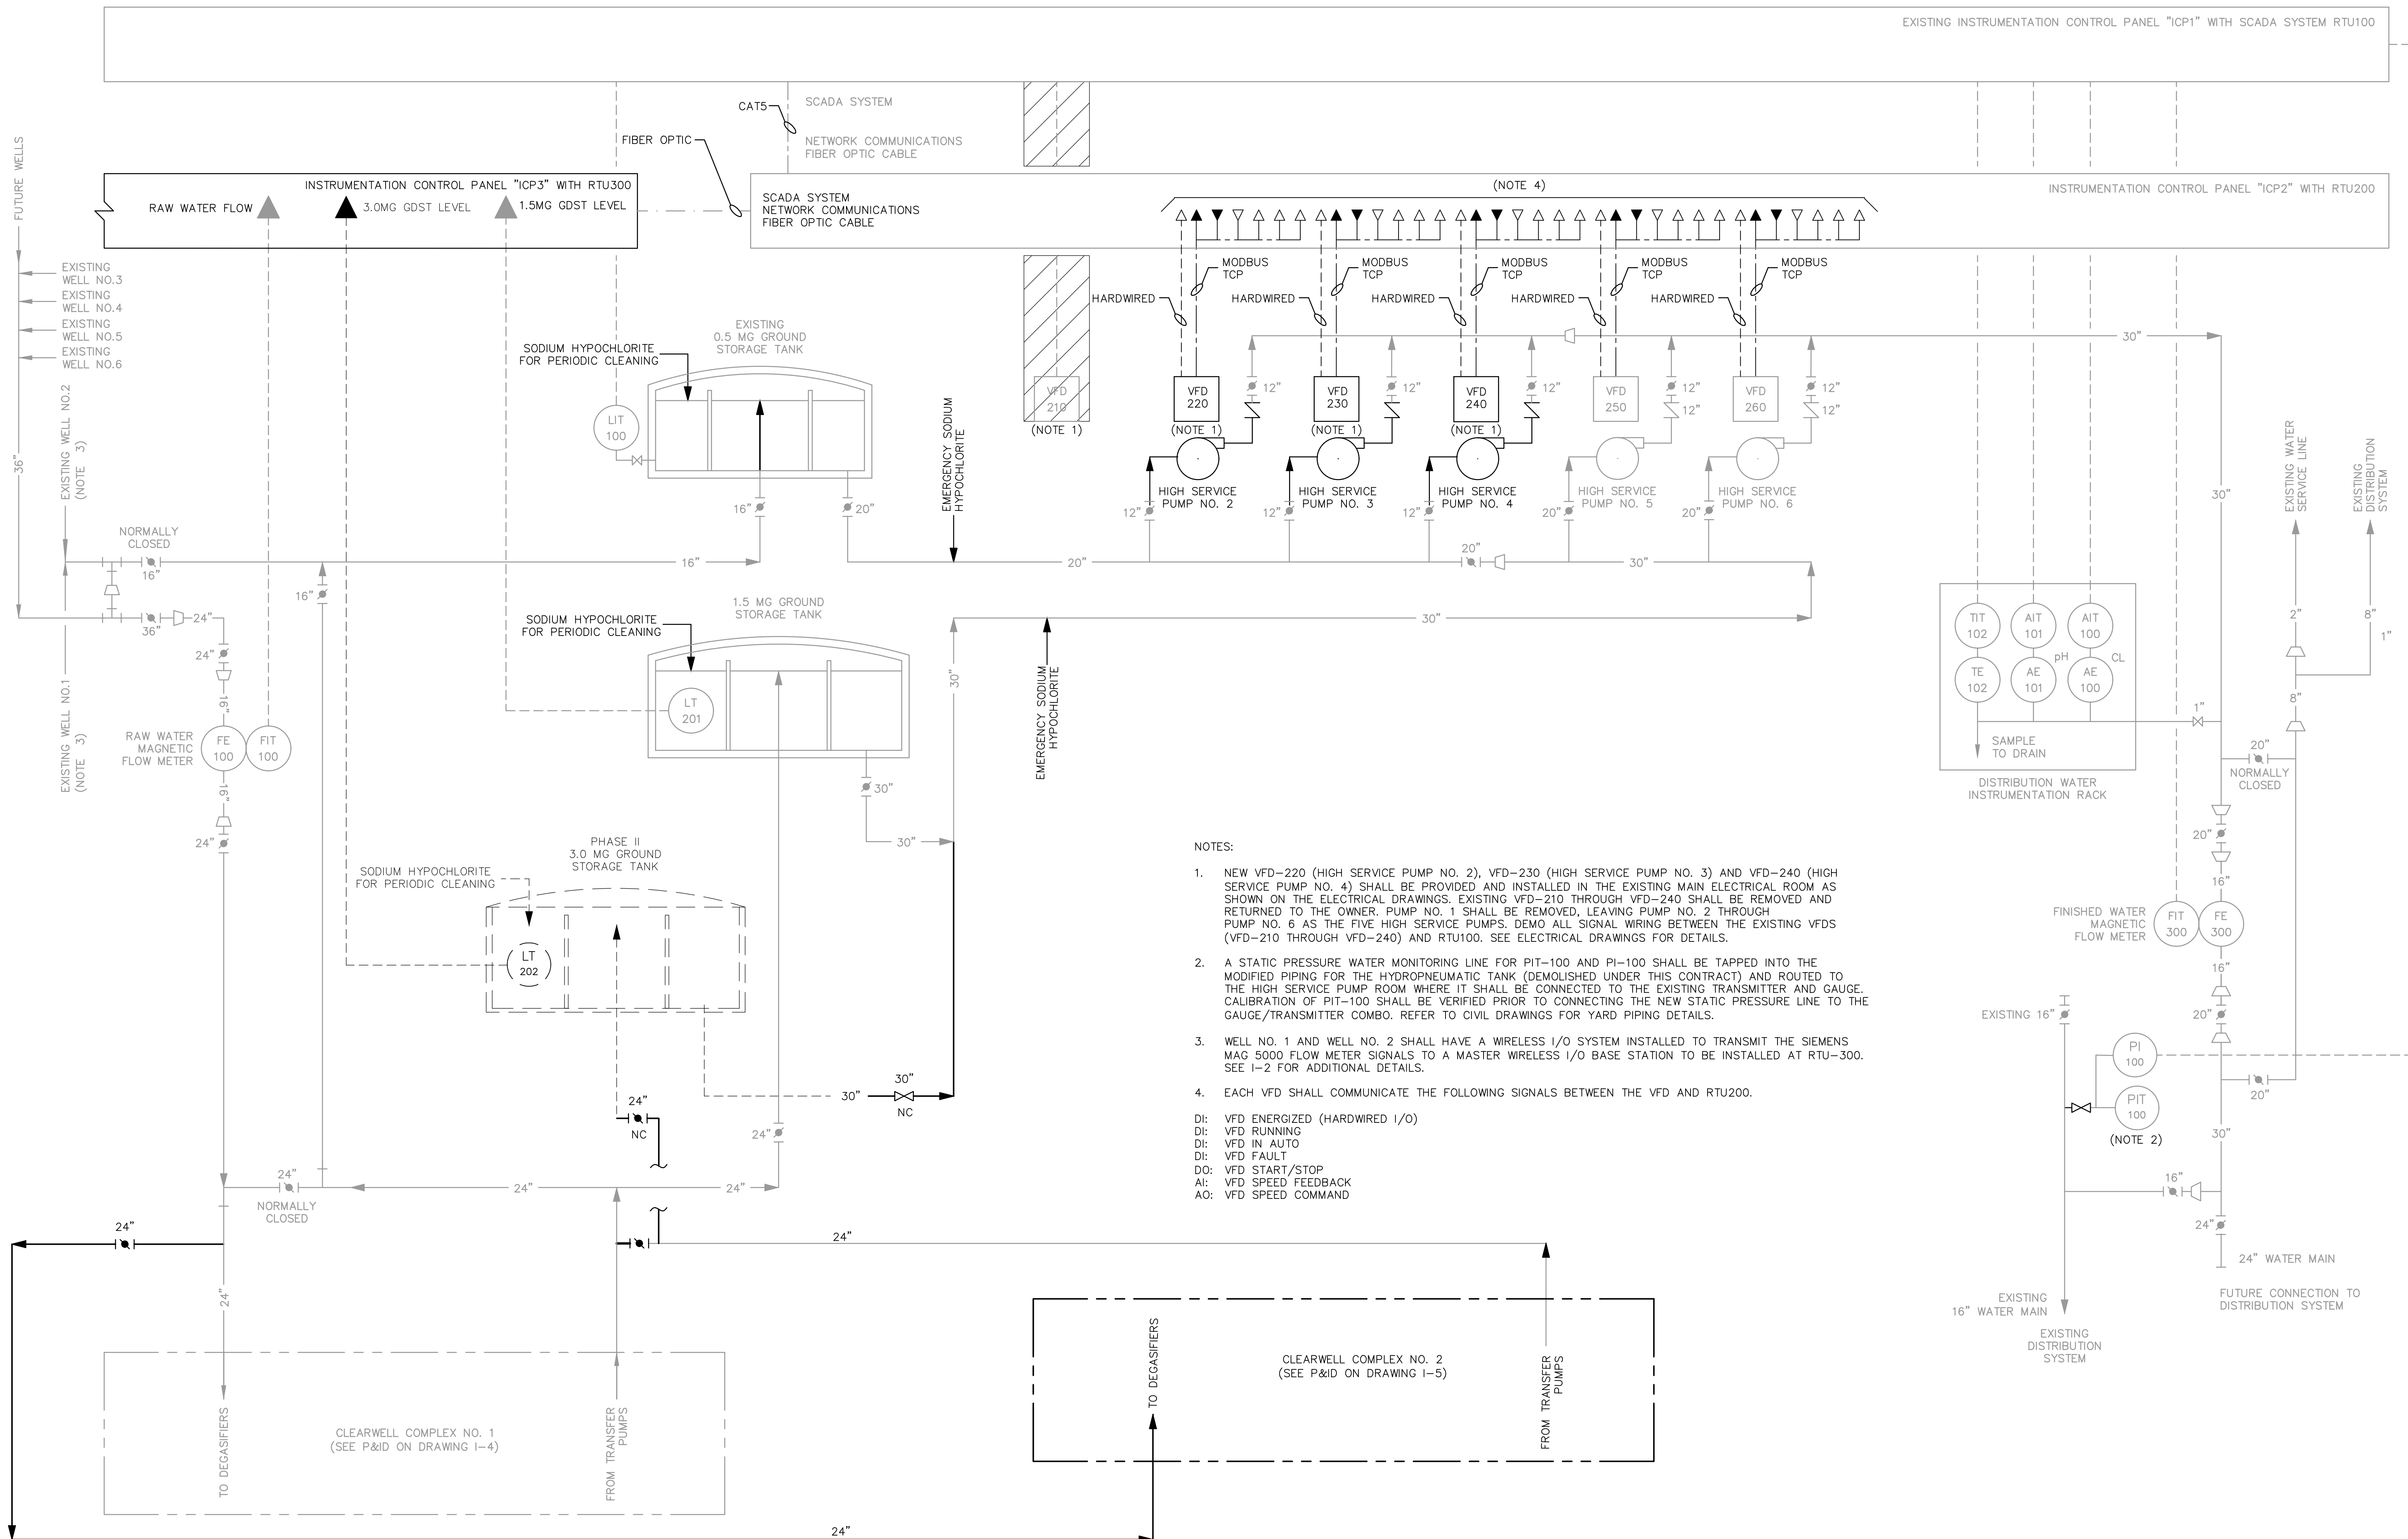 EXISTING INSTRUMENTATION CONTROL PANEL "ICP1" WITH SCADA SYSTEM RTU100
CAT5
SCADA SYSTEM
NETWORK COMMUNICATIONS
FIBER OPTIC CABLE
FIBER OPTIC
FUTURE WELLS
INSTRUMENTATION CONTROL PANEL "ICP3" WITH RTU300
RAW WATER FLOW
3.0MG GDST LEVEL
1.5MG GDST LEVEL
SCADA SYSTEM
NETWORK COMMUNICATIONS
FIBER OPTIC CABLE
(NOTE 4)
INSTRUMENTATION CONTROL PANEL "ICP2" WITH RTU200
EXISTING
WELL NO.3
EXISTING
WELL NO.4
EXISTING
WELL NO.5
EXISTING
WELL NO.6
MODBUS
TCP
MODBUS
TCP
MODBUS
TCP
MODBUS
TCP
MODBUS
TCP
HARDWIRED
HARDWIRED
HARDWIRED
HARDWIRED
HARDWIRED
EXISTING
0.5 MG GROUND
STORAGE TANK
SODIUM HYPOCHLORITE
FOR PERIODIC CLEANING
30"
VFD
210
(NOTE 1)
VFD
220
(NOTE 1)
VFD
230
(NOTE 1)
VFD
240
(NOTE 1)
VFD
250
VFD
260
12"
12"
12"
12"
12"
12"
12"
LIT
100
HIGH SERVICE
PUMP NO. 2
HIGH SERVICE
PUMP NO. 3
HIGH SERVICE
PUMP NO. 4
HIGH SERVICE
PUMP NO. 5
HIGH SERVICE
PUMP NO. 6
12"
12"
12"
20"
20"
EMERGENCY SODIUM
HYPOCHLORITE
36"
EXISTING WELL NO.2
(NOTE 3)
NORMALLY
CLOSED
16"
16"
20"
16"
20"
20"
30"
30"
EXISTING WATER
SERVICE LINE
EXISTING
DISTRIBUTION
SYSTEM
16"
36"
24"
24"
16"
1.5 MG GROUND
STORAGE TANK
SODIUM HYPOCHLORITE
FOR PERIODIC CLEANING
LT
201
30"
30"
EMERGENCY SODIUM
HYPOCHLORITE
TIT
102
AIT
101
AIT
100
TE
102
AE
101
AE
100
pH
CL
2"
8"
1"
8"
1"
SAMPLE
TO DRAIN
DISTRIBUTION WATER
INSTRUMENTATION RACK
20"
NORMALLY
CLOSED
EXISTING WELL NO.1
(NOTE 3)
RAW WATER
MAGNETIC
FLOW METER
FE
100
FIT
100
16"
24"
30"
30"
PHASE II
3.0 MG GROUND
STORAGE TANK
SODIUM HYPOCHLORITE
FOR PERIODIC CLEANING
LT
202
30"
30"
NC
24"
NC
24"
24"
NORMALLY
CLOSED
24"
24"
NOTES:
1. NEW VFD-220 (HIGH SERVICE PUMP NO. 2), VFD-230 (HIGH SERVICE PUMP NO. 3) AND VFD-240 (HIGH
SERVICE PUMP NO. 4) SHALL BE PROVIDED AND INSTALLED IN THE EXISTING MAIN ELECTRICAL ROOM AS
SHOWN ON THE ELECTRICAL DRAWINGS. EXISTING VFD-210 THROUGH VFD-240 SHALL BE REMOVED AND
RETURNED TO THE OWNER. PUMP NO. 1 SHALL BE REMOVED, LEAVING PUMP NO. 2 THROUGH
PUMP NO. 6 AS THE FIVE HIGH SERVICE PUMPS. DEMO ALL SIGNAL WIRING BETWEEN THE EXISTING VFDS
(VFD-210 THROUGH VFD-240) AND RTU100. SEE ELECTRICAL DRAWINGS FOR DETAILS.
2. A STATIC PRESSURE WATER MONITORING LINE FOR PIT-100 AND PI-100 SHALL BE TAPPED INTO THE
MODIFIED PIPING FOR THE HYDROPNEUMATIC TANK (DEMOLISHED UNDER THIS CONTRACT) AND ROUTED TO
THE HIGH SERVICE PUMP ROOM WHERE IT SHALL BE CONNECTED TO THE EXISTING TRANSMITTER AND GAUGE.
CALIBRATION OF PIT-100 SHALL BE VERIFIED PRIOR TO CONNECTING THE NEW STATIC PRESSURE LINE TO THE
GAUGE/TRANSMITTER COMBO. REFER TO CIVIL DRAWINGS FOR YARD PIPING DETAILS.
3. WELL NO. 1 AND WELL NO. 2 SHALL HAVE A WIRELESS I/O SYSTEM INSTALLED TO TRANSMIT THE SIEMENS
MAG 5000 FLOW METER SIGNALS TO A MASTER WIRELESS I/O BASE STATION TO BE INSTALLED AT RTU-300.
SEE I-2 FOR ADDITIONAL DETAILS.
4. EACH VFD SHALL COMMUNICATE THE FOLLOWING SIGNALS BETWEEN THE VFD AND RTU200.
DI: VFD ENERGIZED (HARDWIRED I/O)
DI: VFD RUNNING
DI: VFD IN AUTO
DI: VFD FAULT
DO: VFD START/STOP
AI: VFD SPEED FEEDBACK
AO: VFD SPEED COMMAND
20"
16"
FINISHED WATER
MAGNETIC
FLOW METER
FIT
300
FE
300
16"
20"
EXISTING 16"
PI
100
PIT
100
(NOTE 2)
20"
30"
16"
24"
24" WATER MAIN
EXISTING
16" WATER MAIN
FUTURE CONNECTION TO
DISTRIBUTION SYSTEM
EXISTING
DISTRIBUTION
SYSTEM
24"
24"
24"
TO DEGASIFIERS
CLEARWELL COMPLEX NO. 1
(SEE P&ID ON DRAWING I-4)
FROM TRANSFER
PUMPS
TO DEGASIFIERS
CLEARWELL COMPLEX NO. 2
(SEE P&ID ON DRAWING I-5)
FROM TRANSFER
PUMPS
24"